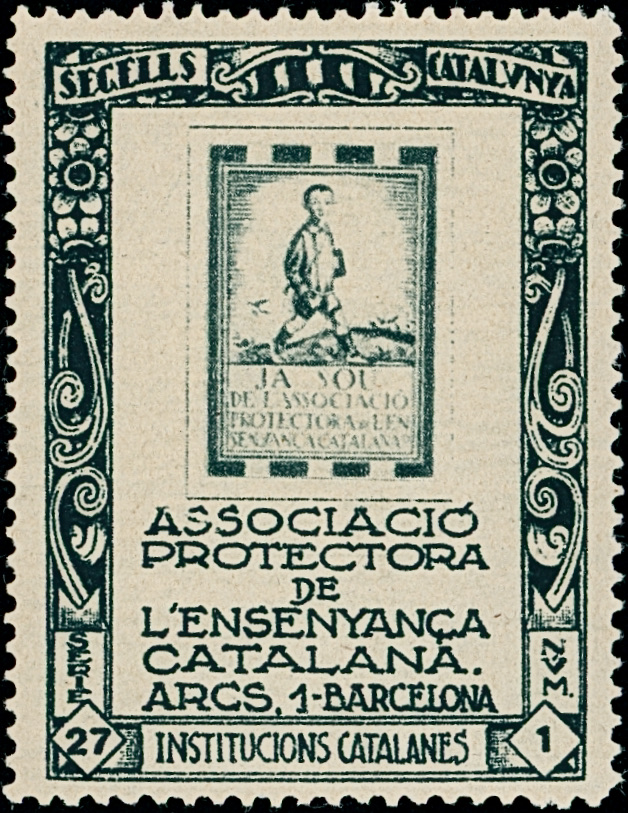 SEGELLS CATALVNYA
JA SOU
DE L'ASSOCIACIÓ
PROTECTORA DE L'EN
SENYANÇA CATALANA?
ASSOCIACIÓ
PROTECTORA
DE
L'ENSENYANÇA
CATALANA.
ARCS, 1-BARCELONA
SERIE
27
INSTITUCIONS CATALANES
NVM.
1